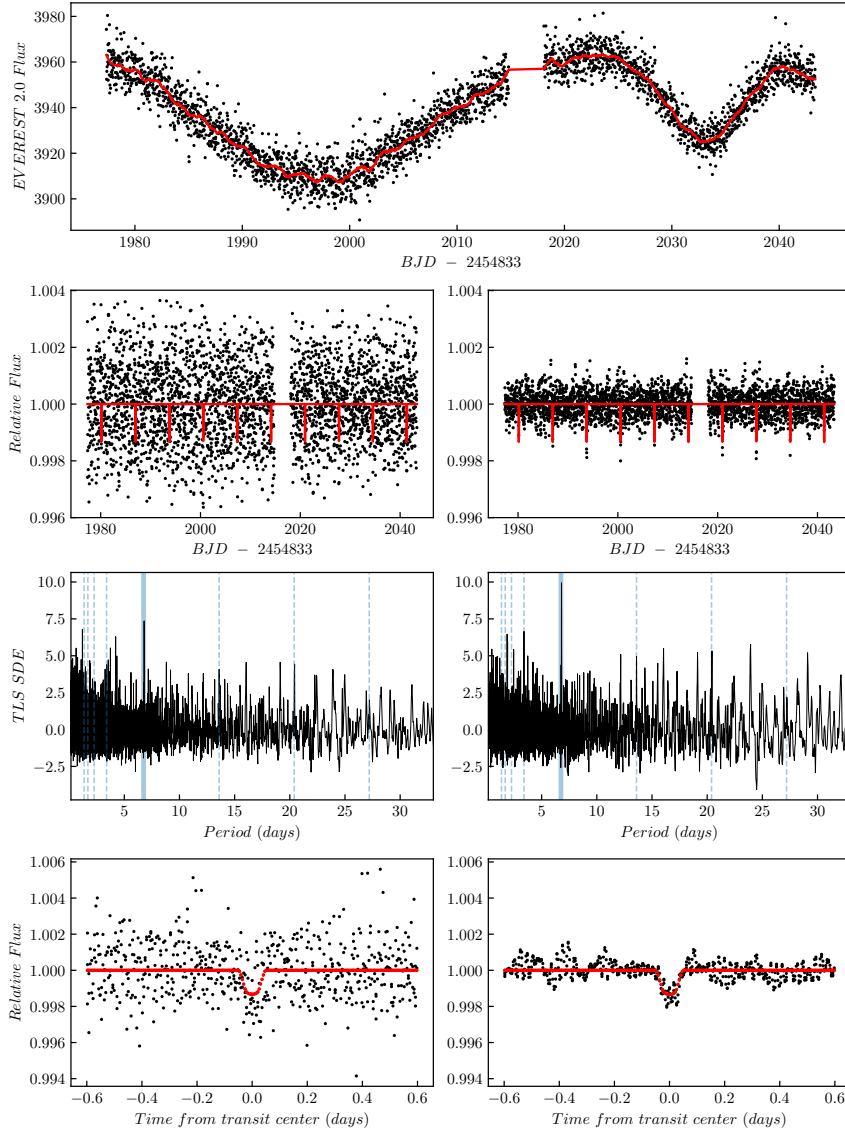 EVEREST 2.0 Flux
3980
3960
3940
3920
3900
1980 1990 2000 2010 2020 2030 2040
BJD − 2454833
Relative Flux
1.004
1.002
1.000
0.998
0.996
1980 2000 2020 2040
BJD − 2454833
1.004
1.002
1.000
0.998
0.996
1980 2000 2020 2040
BJD − 2454833
TLS SDE
10.0
7.5
5.0
2.5
0.0
−2.5
5 10 15 20 25 30
Period (days)
10.0
7.5
5.0
2.5
0.0
−2.5
5 10 15 20 25 30
Period (days)
Relative Flux
1.006
1.004
1.002
1.000
0.998
0.996
0.994
−0.6 −0.4 −0.2 0.0 0.2 0.4 0.6
Time from transit center (days)
1.006
1.004
1.002
1.000
0.998
0.996
0.994
−0.6 −0.4 −0.2 0.0 0.2 0.4 0.6
Time from transit center (days)